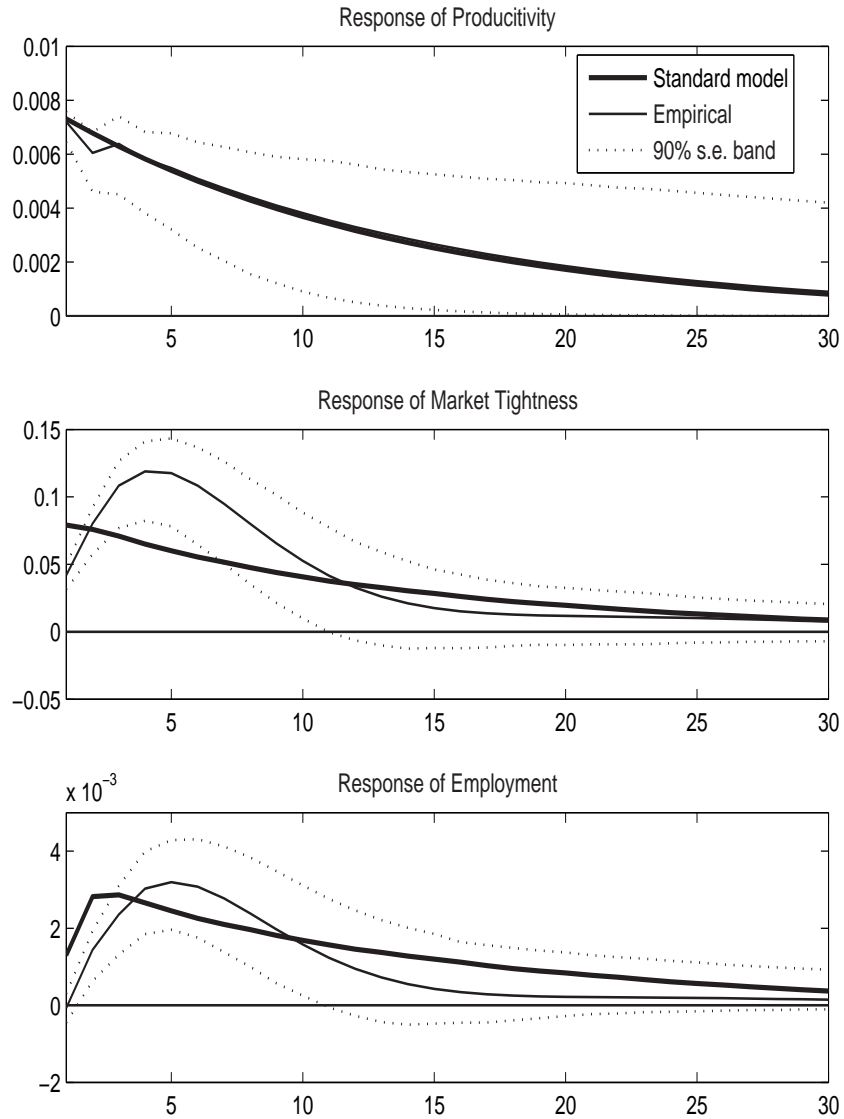 Response of Producitivity
0.01
0.008
0.006
0.004
0.002
0
5 10 15 20 25 30
Standard model
Empirical
90% s.e. band
Response of Market Tightness
0.15
0.1
0.05
0
−0.05
5 10 15 20 25 30
Response of Employment
x 10⁻³
4
2
0
−2
5 10 15 20 25 30